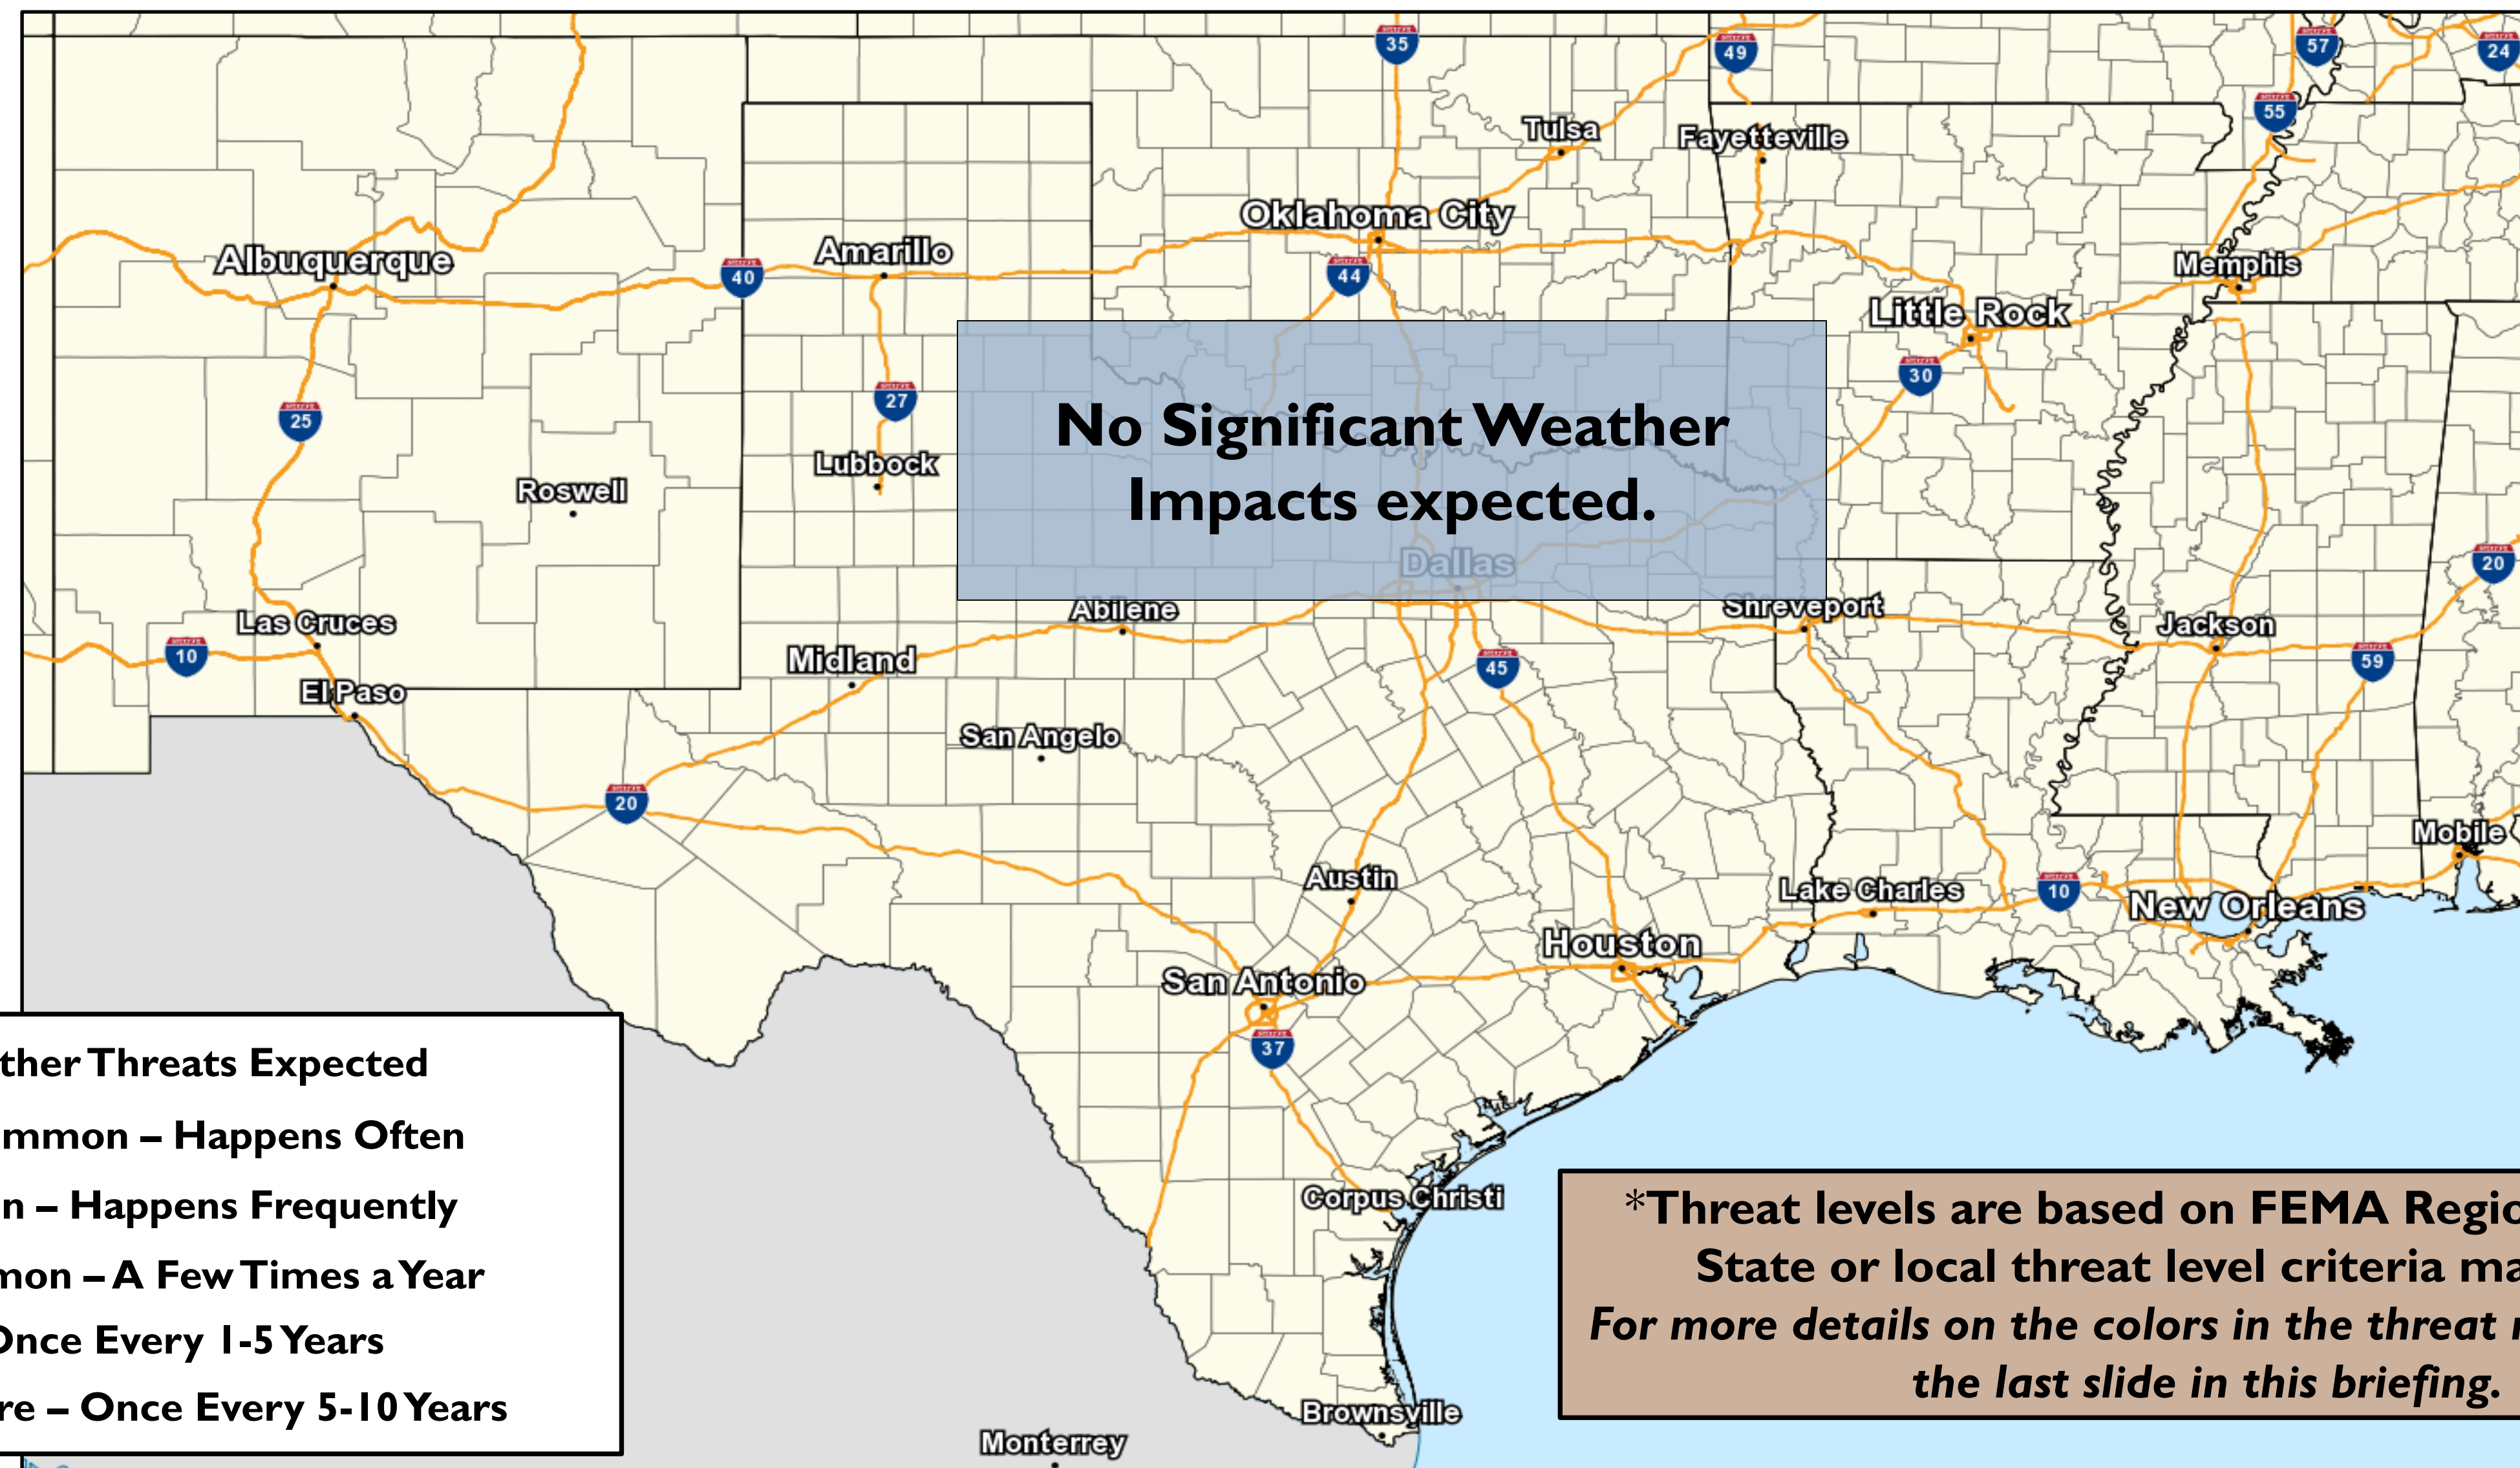 35
49
57
24
55
Tulsa
Fayetteville
Oklahoma City
Albuquerque
Amarillo
40
44
Memphis
Little Rock
30
25
27
No Significant Weather
Impacts expected.
Lubbock
Roswell
Dallas
20
Las Cruces
Abilene
Shreveport
Jackson
10
Midland
45
59
El Paso
San Angelo
20
Mobile
Austin
Lake Charles
10
New Orleans
Houston
San Antonio
37
ther Threats Expected
mmon – Happens Often
n – Happens Frequently
mon – A Few Times a Year
Once Every 1-5 Years
re – Once Every 5-10 Years
Corpus Christi
*Threat levels are based on FEMA Regio
State or local threat level criteria ma
For more details on the colors in the threat
the last slide in this briefing.
Brownsville
Monterrey